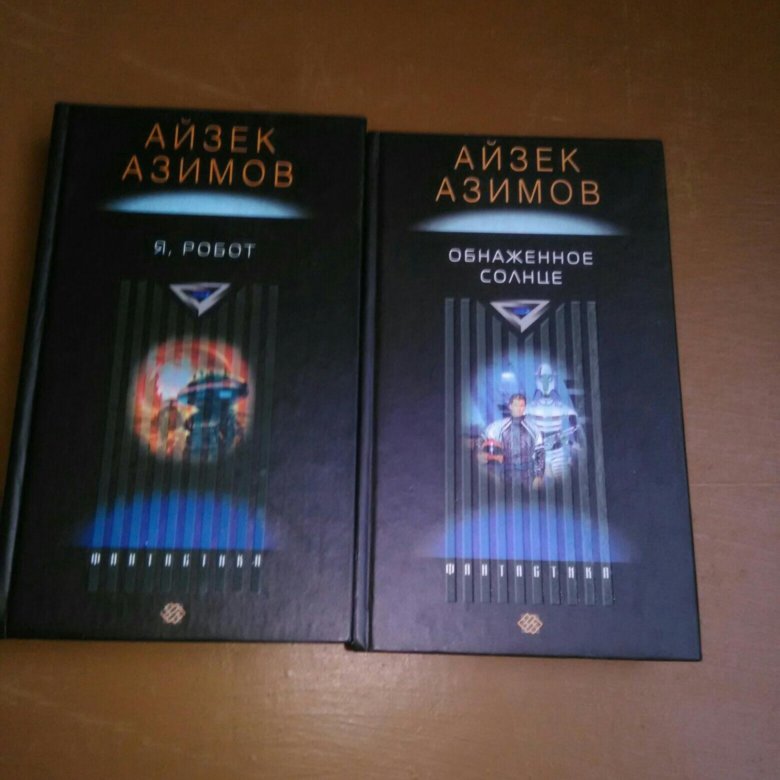 АЙЗЕК
АЗИМОВ
Я, РОБОТ
ФАНТАСТИКА
АЙЗЕК
АЗИМОВ
ОБНАЖЕННОЕ
СОЛНЦЕ
ФАНТАСТИКА